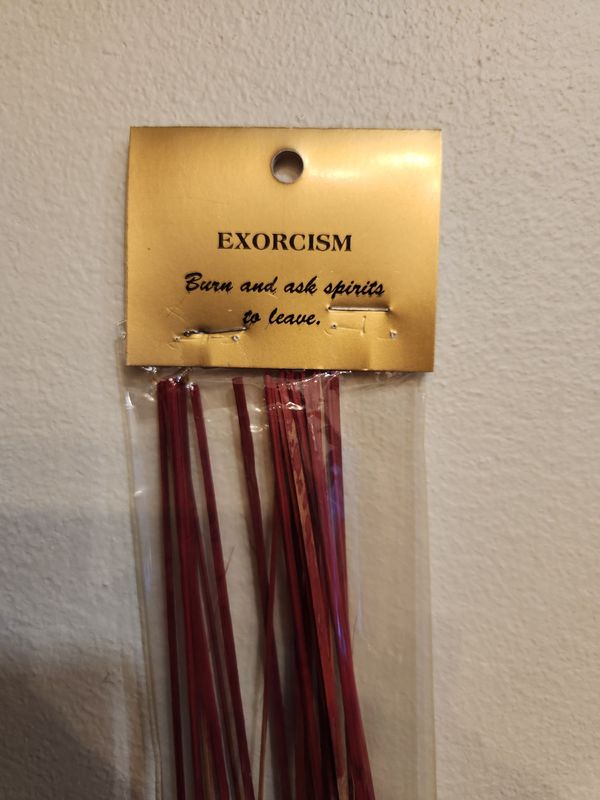 EXORCISM
Burn and ask spirits
to leave.